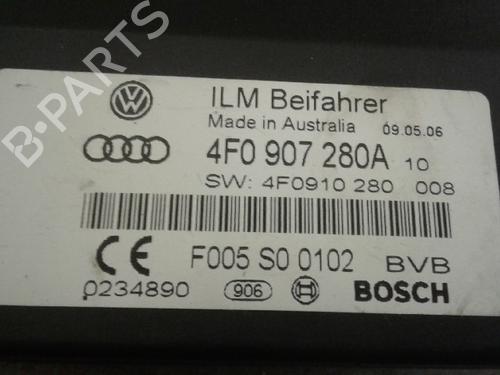 ILM Beifahrer
Made in Australia 09.05.06
4F0 907 280A 10
SW: 4F0910 280 008
CE F005 S0 0102 BVB
0234890 906 BOSCH
B PARTS